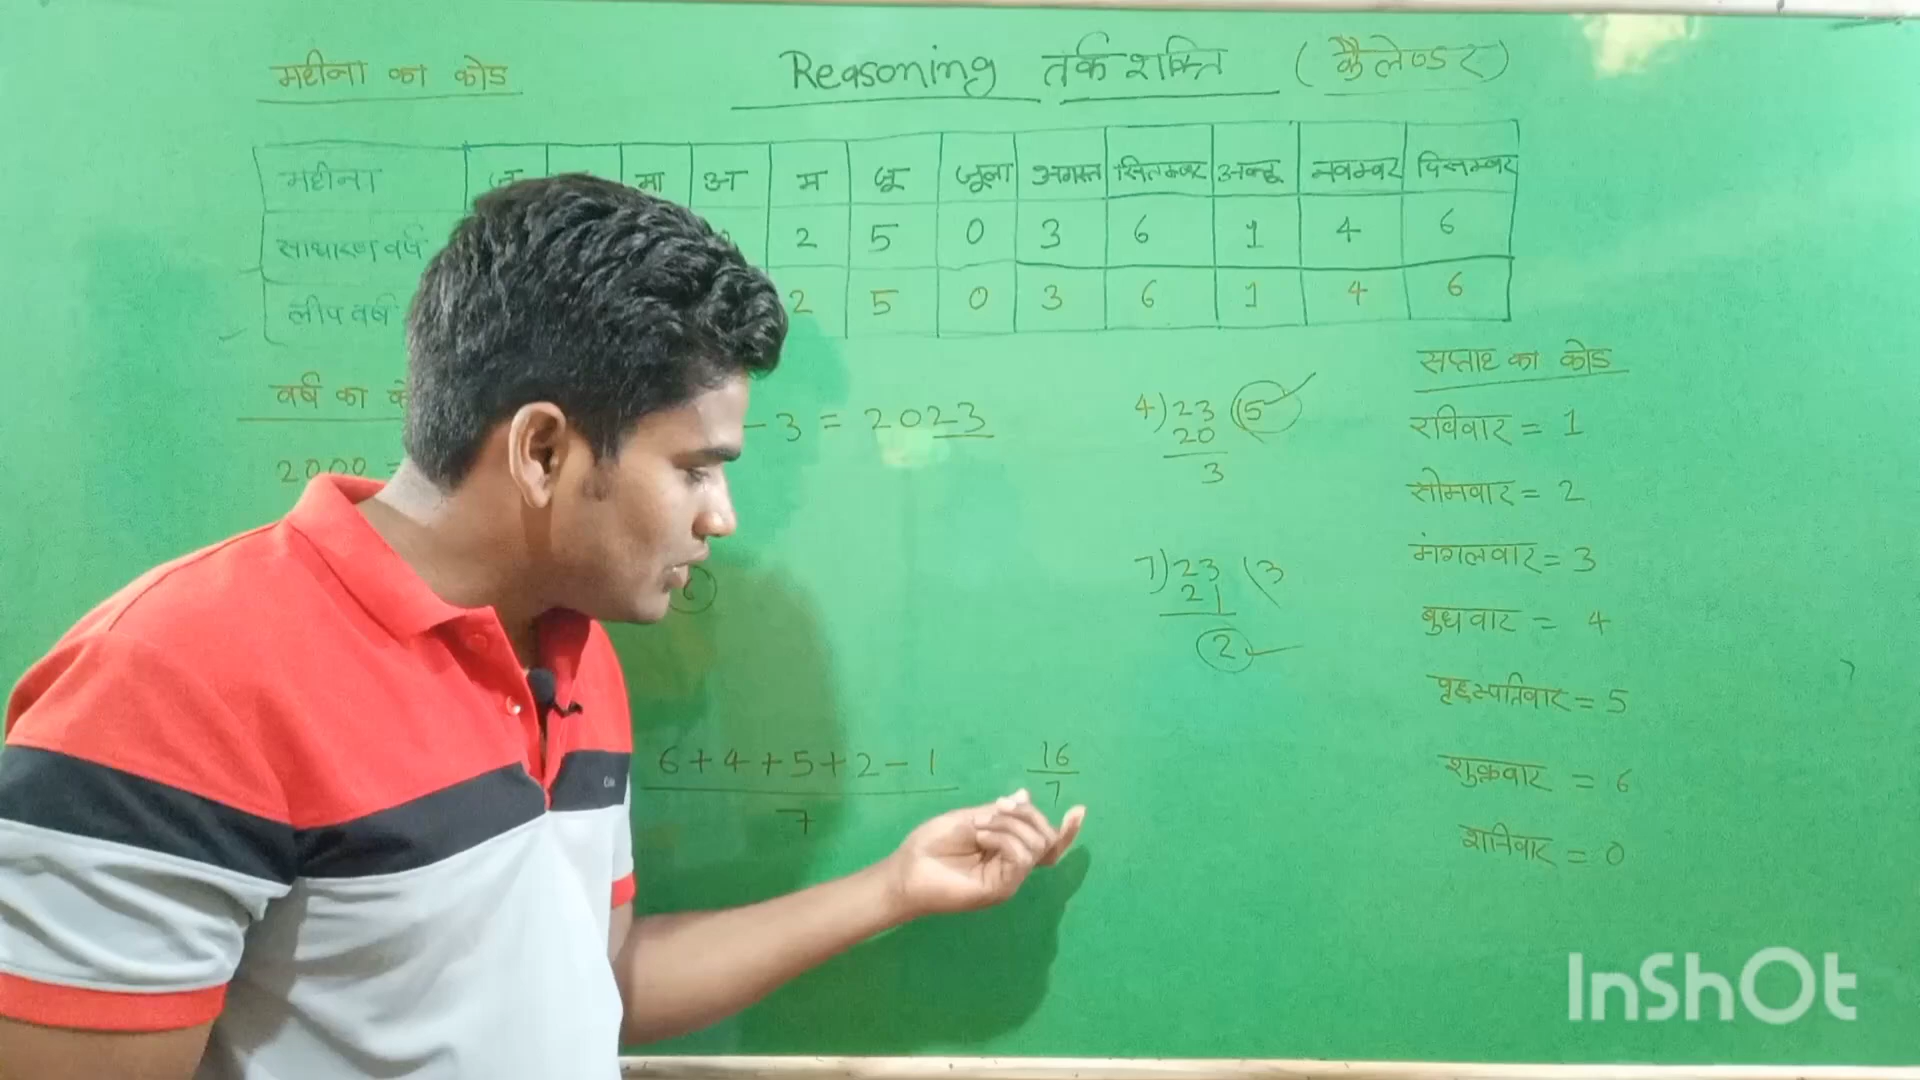 महीना का कोड
Reasoning तर्क शक्ति (कैलेण्डर)
महीना ज मा अ म जू जूला अगस्त सितम्बर अक्टू नवम्बर दिसम्बर
साधारण वर्ष 2 5 0 3 6 1 4 6
लीप वर्ष 2 5 0 3 6 1 4 6
वर्ष का
- 3 = 2023
2000 =
4) 23 (5
20
3
7) 23 (3
21
2
6
6+4+5+2-1
7
16
7
सप्ताह का कोड
रविवार = 1
सोमवार = 2
मंगलवार = 3
बुधवार = 4
वृहस्पतिवार = 5
शुक्रवार = 6
शनिवार = 0
InShOt